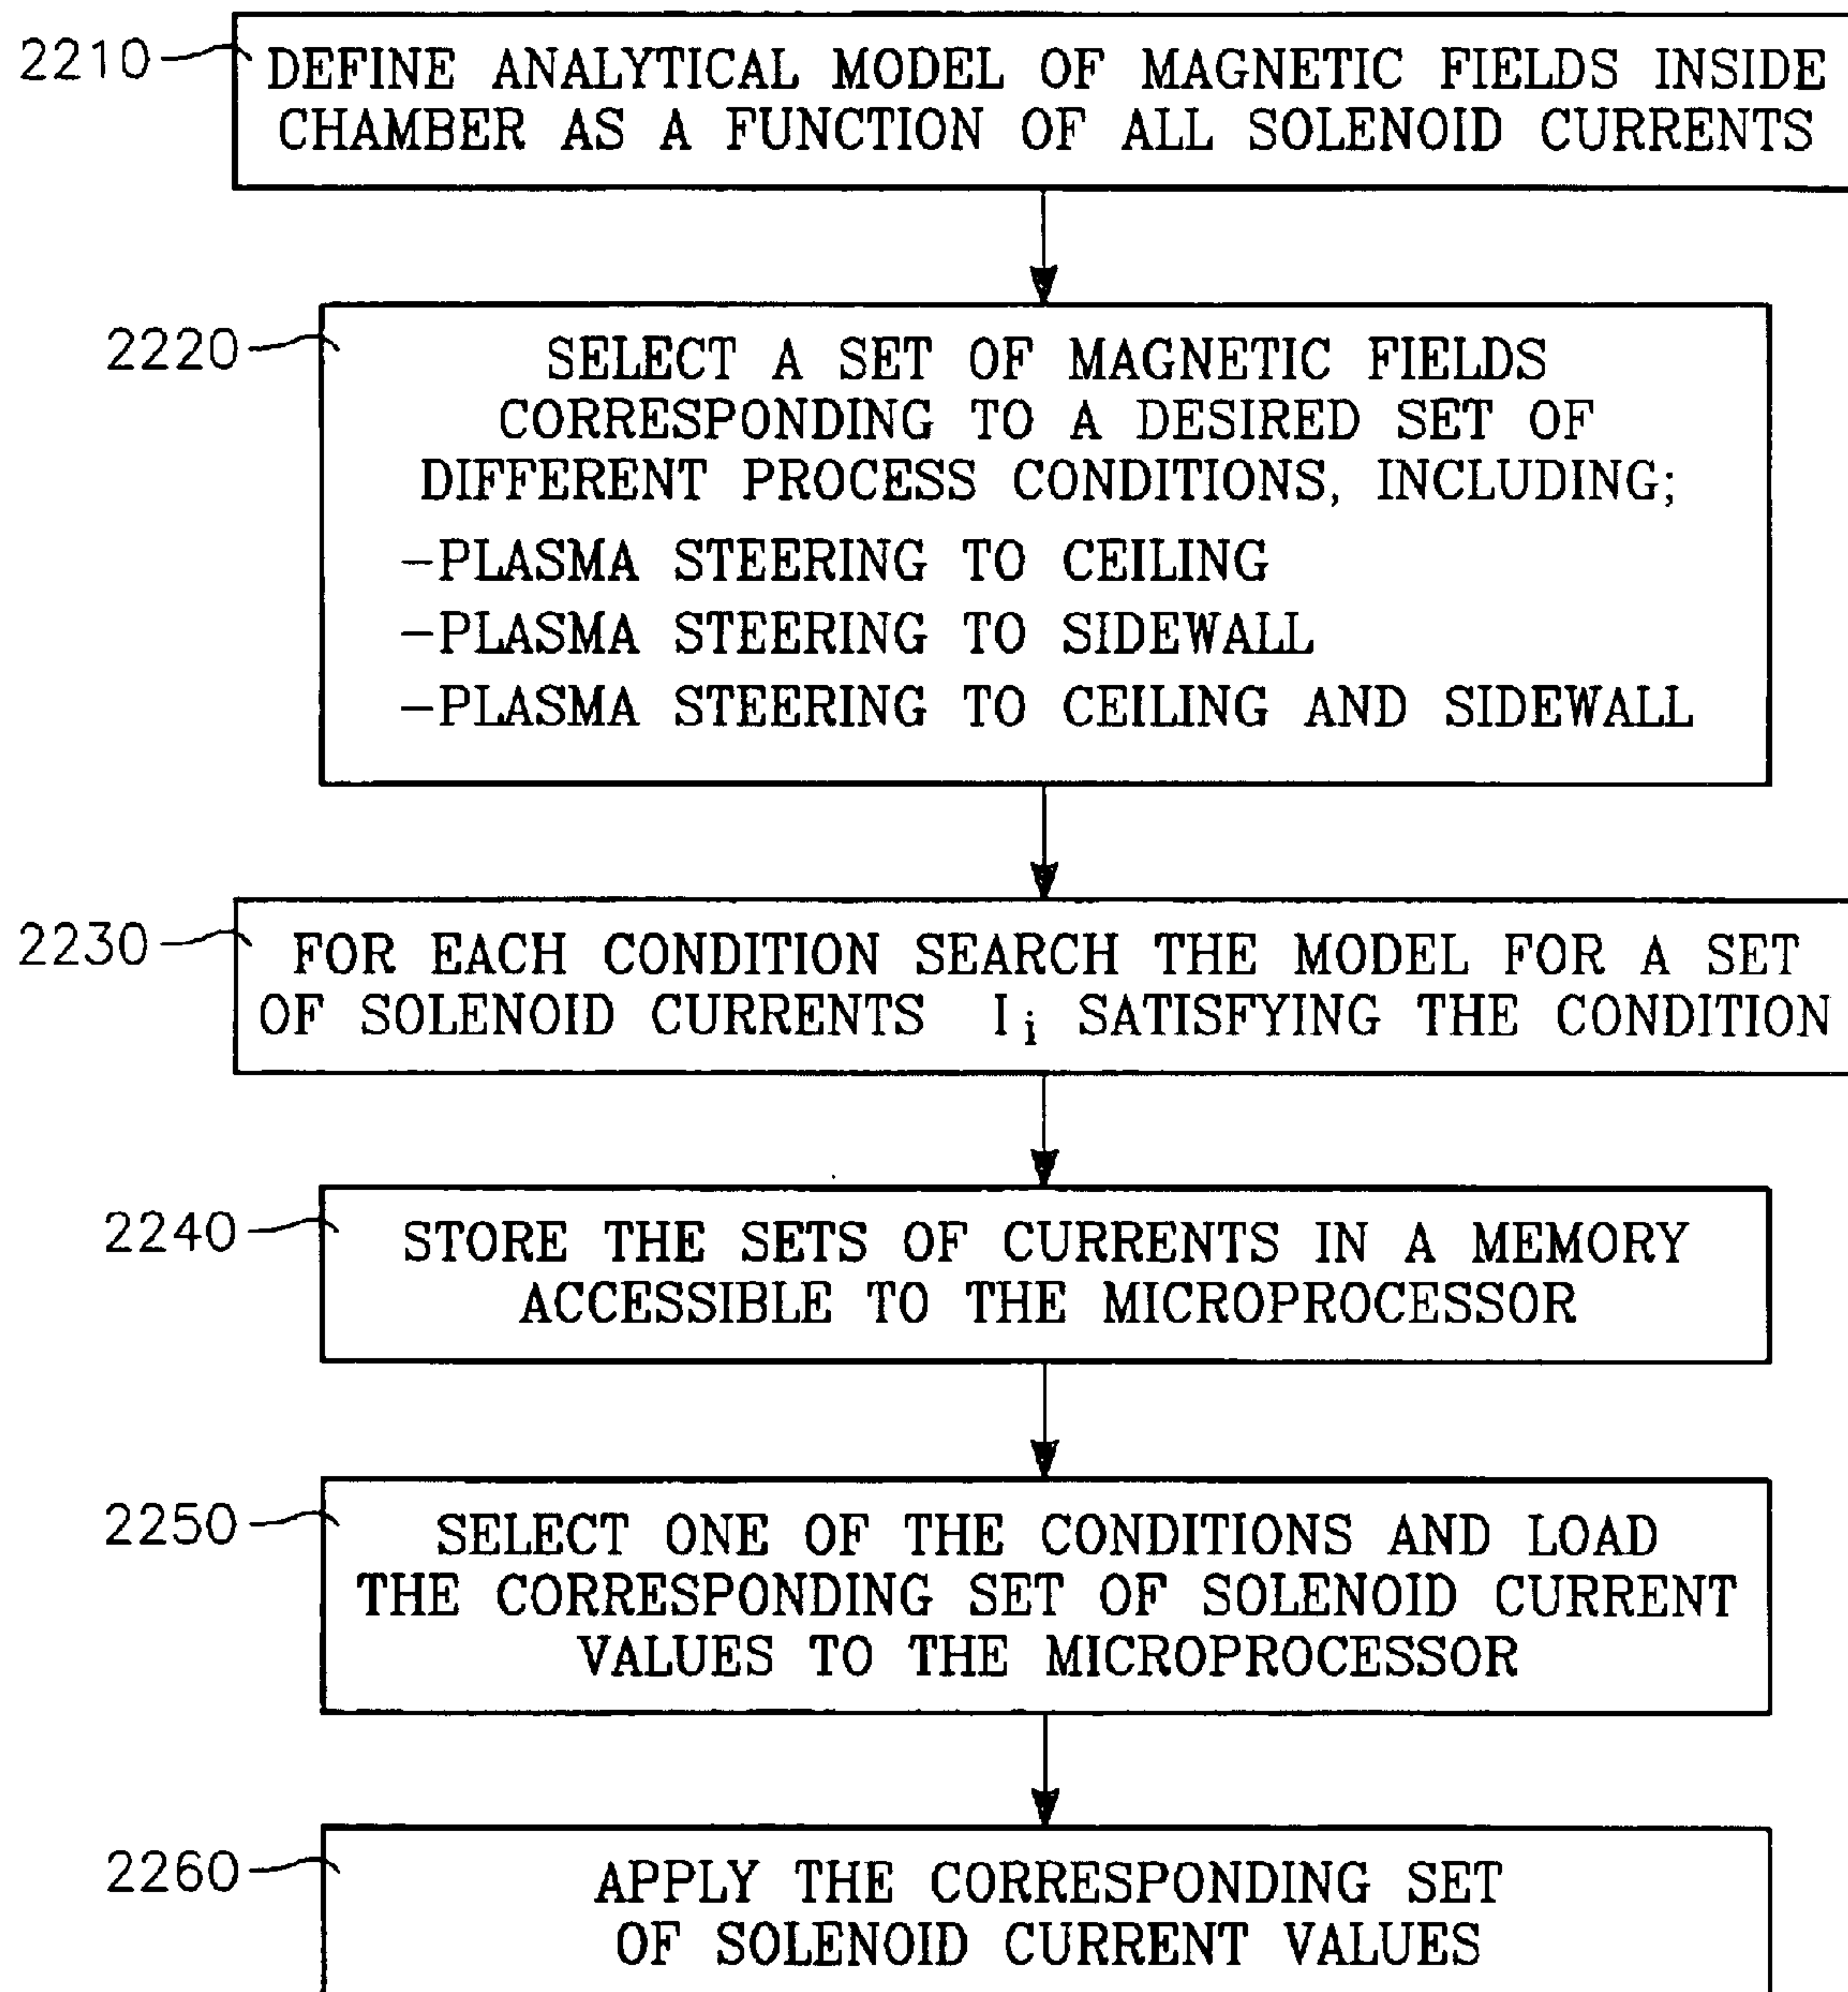 2210
DEFINE ANALYTICAL MODEL OF MAGNETIC FIELDS INSIDE
CHAMBER AS A FUNCTION OF ALL SOLENOID CURRENTS
2220
SELECT A SET OF MAGNETIC FIELDS
CORRESPONDING TO A DESIRED SET OF
DIFFERENT PROCESS CONDITIONS, INCLUDING;
-PLASMA STEERING TO CEILING
-PLASMA STEERING TO SIDEWALL
-PLASMA STEERING TO CEILING AND SIDEWALL
2230
FOR EACH CONDITION SEARCH THE MODEL FOR A SET
OF SOLENOID CURRENTS Ii SATISFYING THE CONDITION
2240
STORE THE SETS OF CURRENTS IN A MEMORY
ACCESSIBLE TO THE MICROPROCESSOR
2250
SELECT ONE OF THE CONDITIONS AND LOAD
THE CORRESPONDING SET OF SOLENOID CURRENT
VALUES TO THE MICROPROCESSOR
2260
APPLY THE CORRESPONDING SET
OF SOLENOID CURRENT VALUES